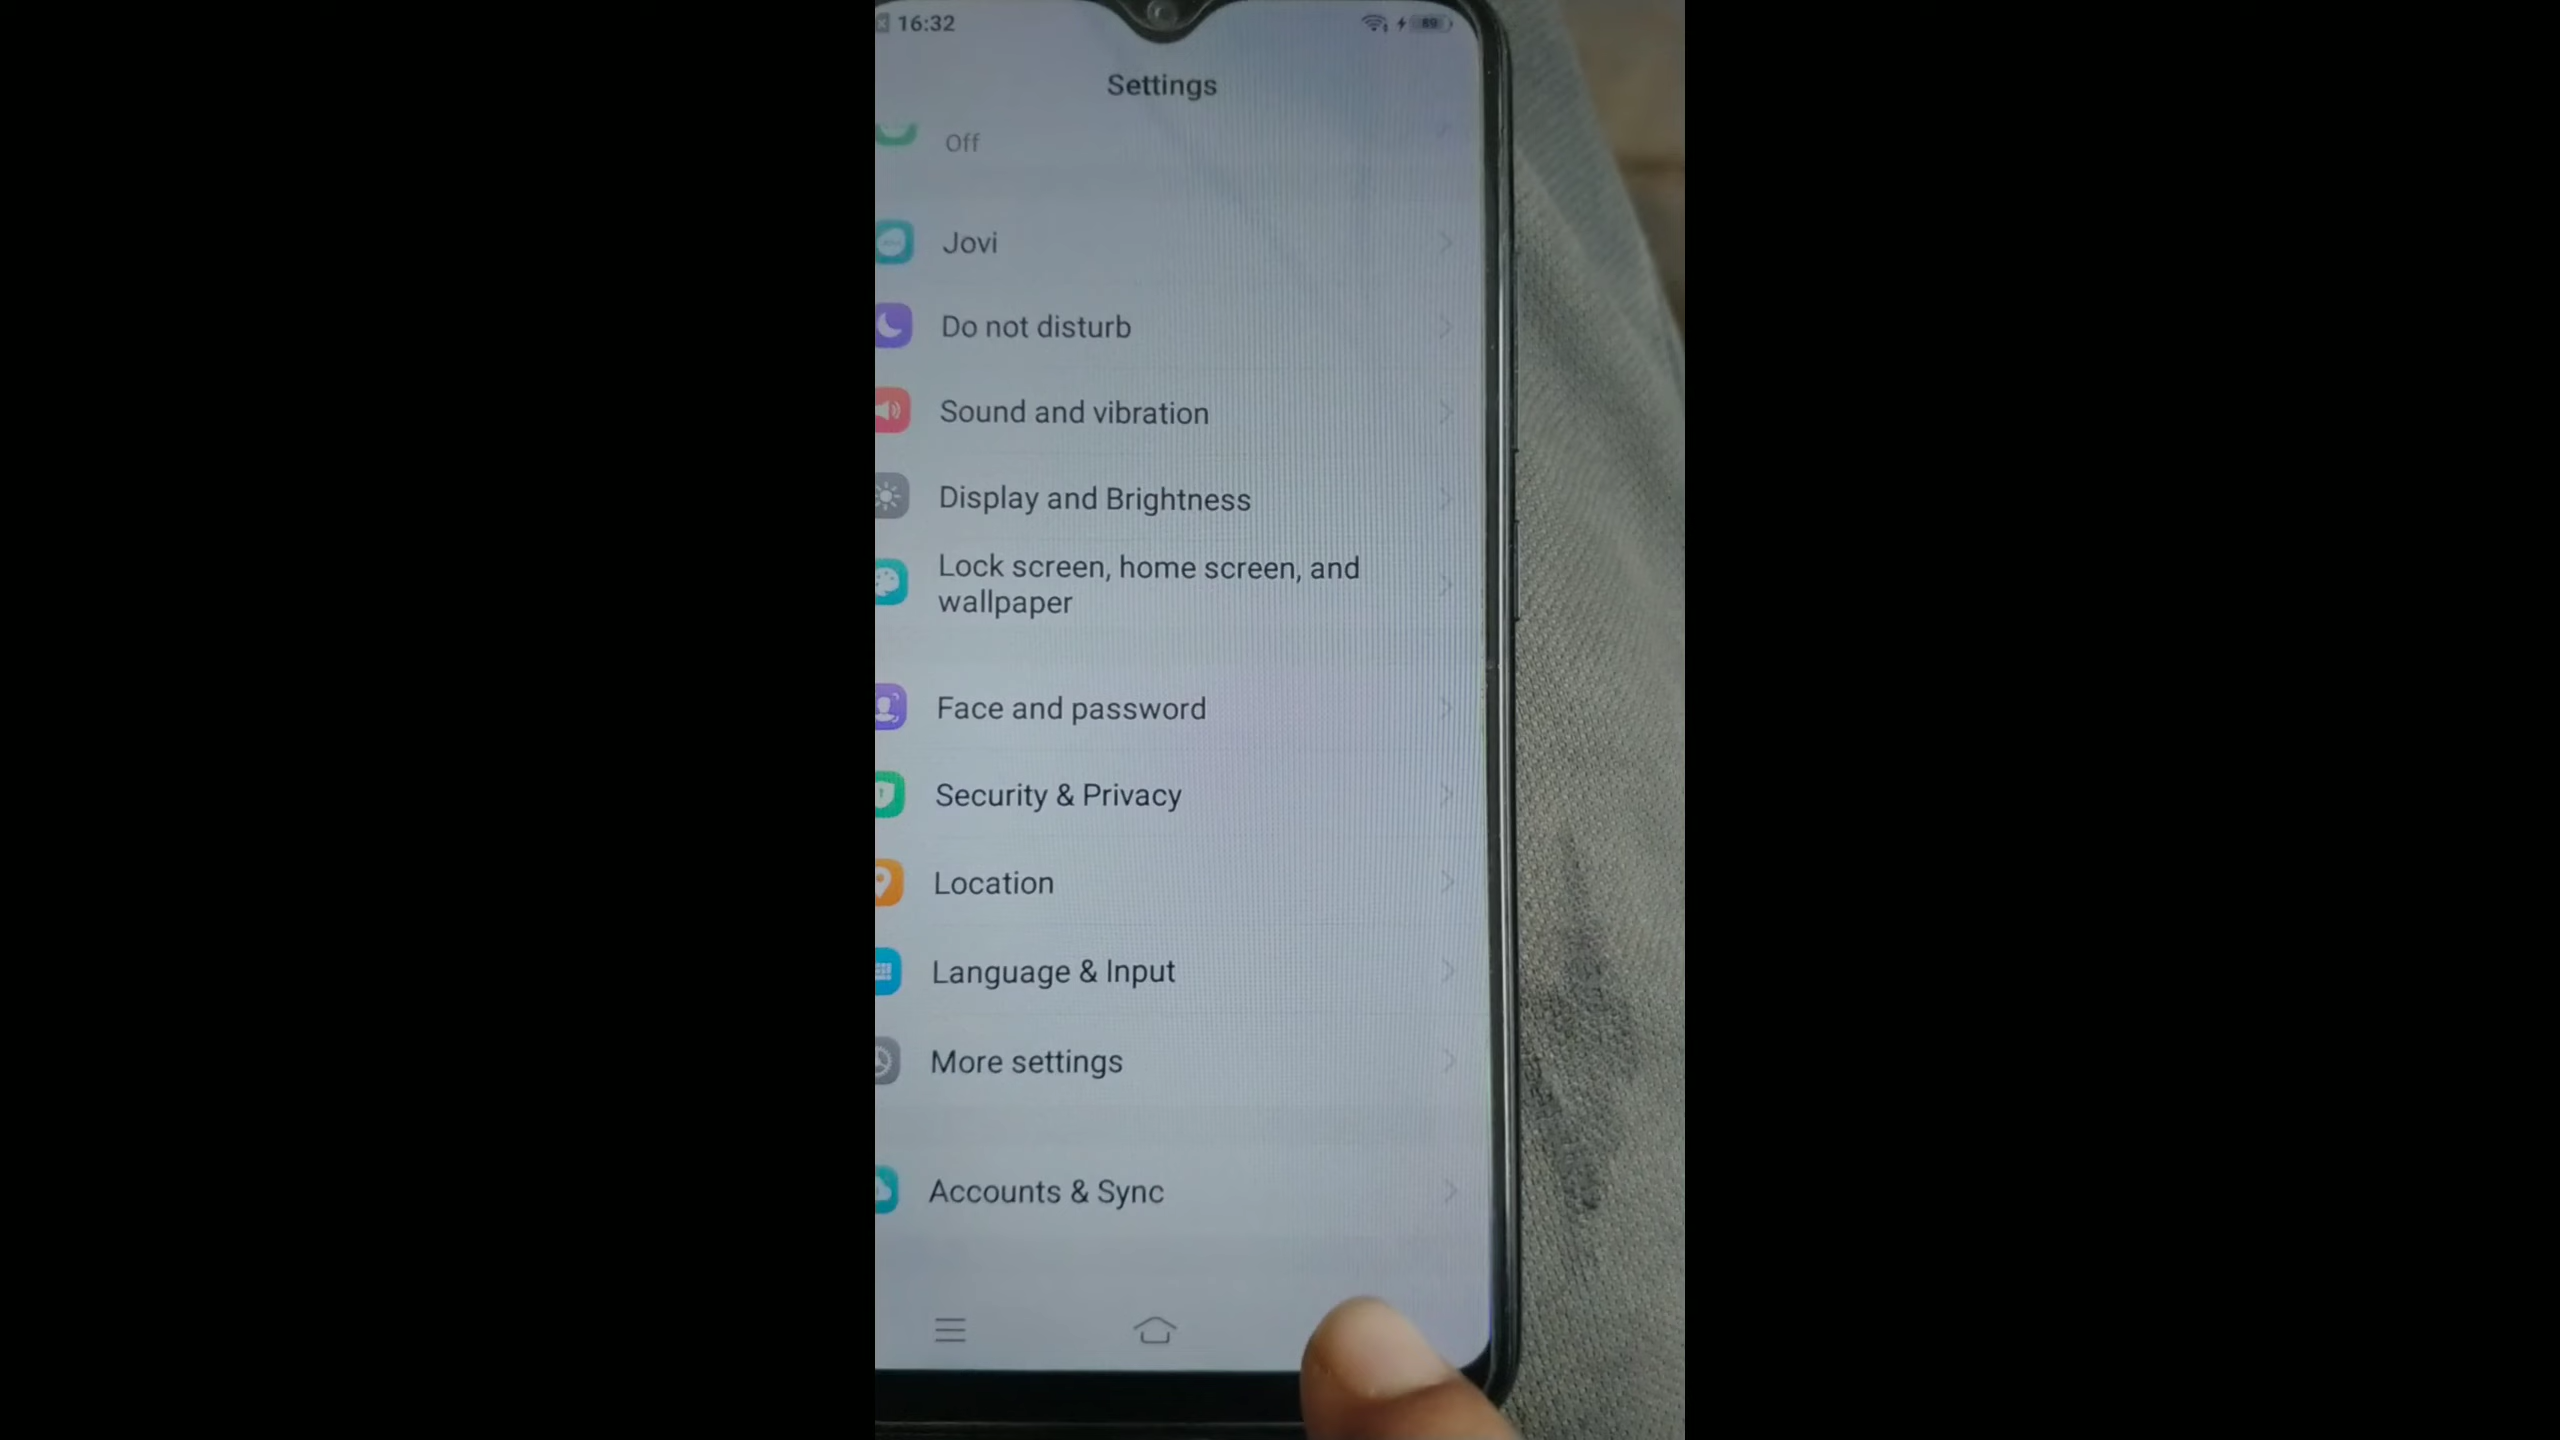 16:32
89
Settings
Off
Jovi
Do not disturb
Sound and vibration
Display and Brightness
Lock screen, home screen, and
wallpaper
Face and password
Security & Privacy
Location
Language & Input
More settings
Accounts & Sync